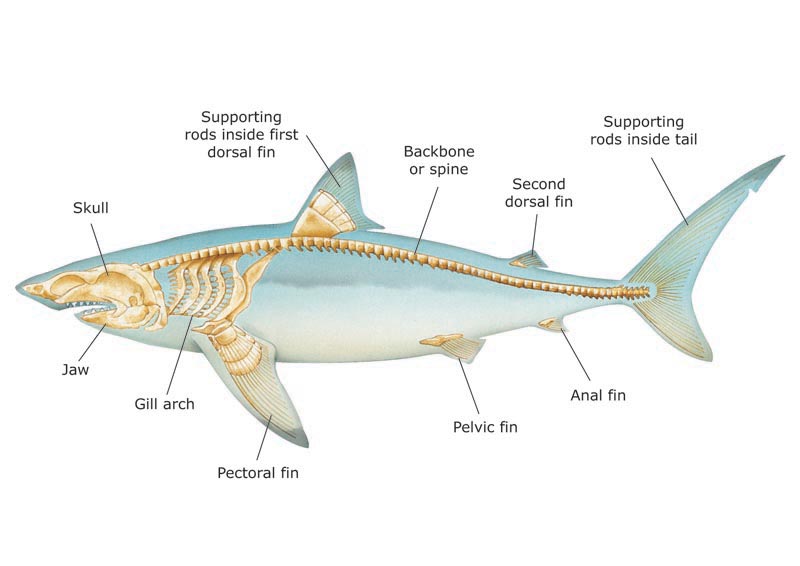 Supporting
rods inside first
dorsal fin
Supporting
rods inside tail
Backbone
or spine
Second
dorsal fin
Skull
Jaw
Gill arch
Anal fin
Pelvic fin
Pectoral fin